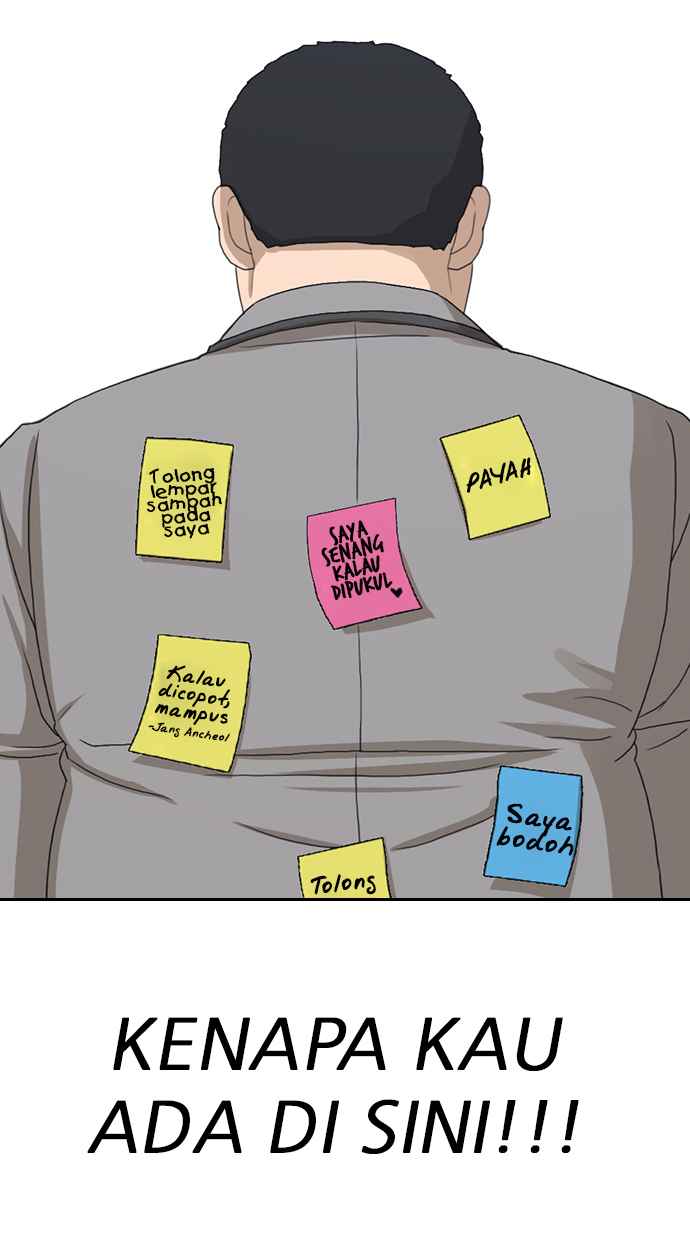 Tolong
lempar
sampah
pada
saya
PAYAH
SAYA
SENANG
KALAU
DIPUKUL
Kalau
dicopot,
mampus
-Jang Ancheol
Saya
bodoh
Tolong
KENAPA KAU
ADA DI SINI!!!